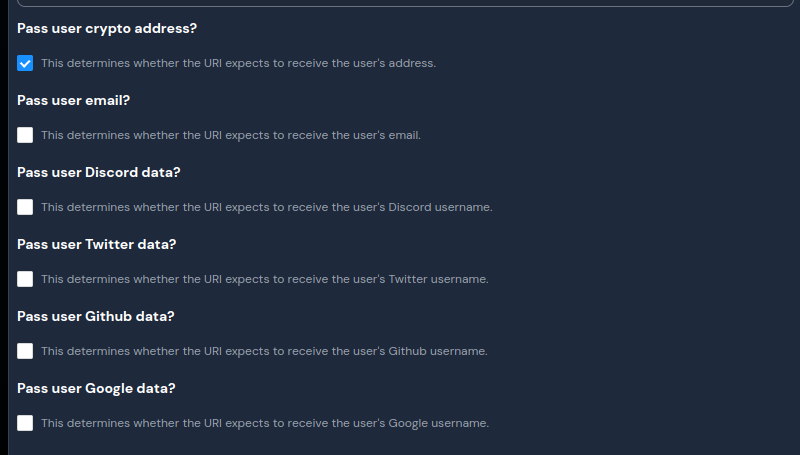 Pass user crypto address?
This determines whether the URI expects to receive the user's address.
Pass user email?
This determines whether the URI expects to receive the user's email.
Pass user Discord data?
This determines whether the URI expects to receive the user's Discord username.
Pass user Twitter data?
This determines whether the URI expects to receive the user's Twitter username.
Pass user Github data?
This determines whether the URI expects to receive the user's Github username.
Pass user Google data?
This determines whether the URI expects to receive the user's Google username.